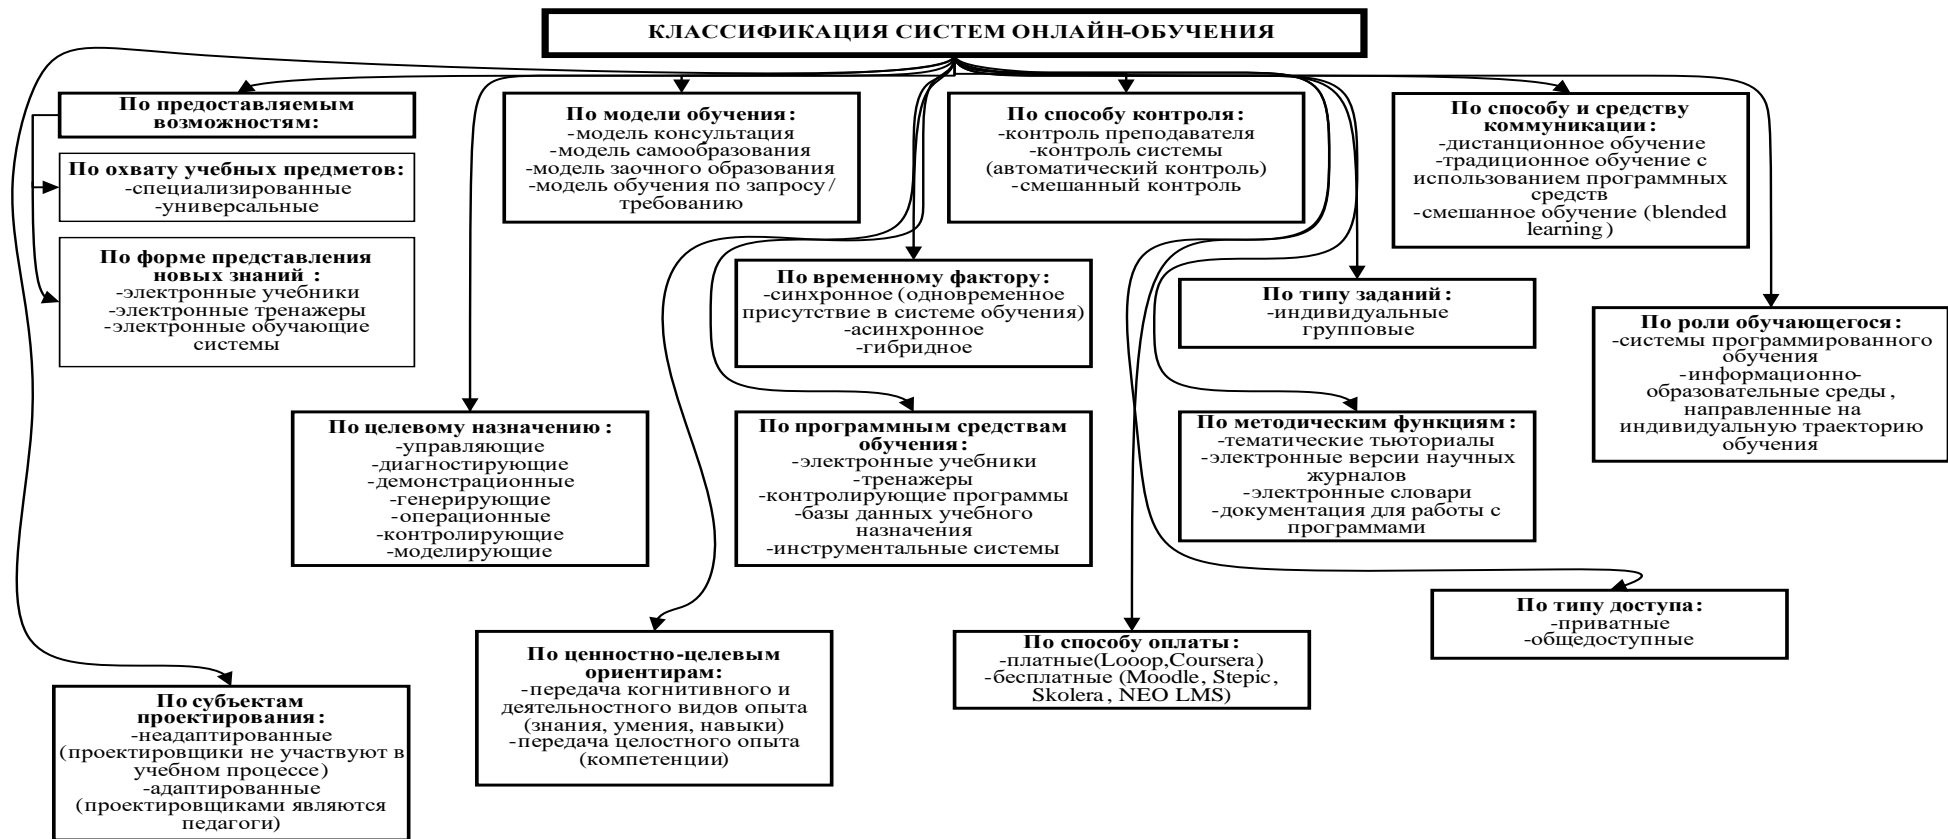 КЛАССИФИКАЦИЯ СИСТЕМ ОНЛАЙН-ОБУЧЕНИЯ
По предоставляемым
возможностям:
По охвату учебных предметов:
-специализированные
-универсальные
По форме представления
новых знаний :
-электронные учебники
-электронные тренажеры
-электронные обучающие
системы
По модели обучения:
-модель консультация
-модель самообразования
-модель заочного образования
-модель обучения по запросу/
требованию
По способу контроля:
-контроль преподавателя
-контроль системы
(автоматический контроль)
-смешанный контроль
По способу и средству
коммуникации:
-дистанционное обучение
-традиционное обучение с
использованием программных
средств
-смешанное обучение (blended
learning)
По временному фактору:
-синхронное (одновременное
присутствие в системе обучения)
-асинхронное
-гибридное
По типу заданий:
-индивидуальные
групповые
По роли обучающегося:
-системы программированного
обучения
-информационно-
образовательные среды,
направленные на
индивидуальную траекторию
обучения
По целевому назначению :
-управляющие
-диагностирующие
-демонстрационные
-генерирующие
-операционные
-контролирующие
-моделирующие
По программным средствам
обучения:
-электронные учебники
-тренажеры
-контролирующие программы
-базы данных учебного
назначения
-инструментальные системы
По методическим функциям:
-тематические тьюториалы
-электронные версии научных
журналов
-электронные словари
-документация для работы с
программами
По типу доступа:
-приватные
-общедоступные
По субъектам
проектирования:
-неадаптированные
(проектировщики не участвуют в
учебном процессе)
-адаптированные
(проектировщиками являются
педагоги)
По ценностно-целевым
ориентирам:
-передача когнитивного и
деятельностного видов опыта
(знания, умения, навыки)
-передача целостного опыта
(компетенции)
По способу оплаты:
-платные(Looop,Coursera)
-бесплатные (Moodle, Stepic,
Skolera, NEO LMS)